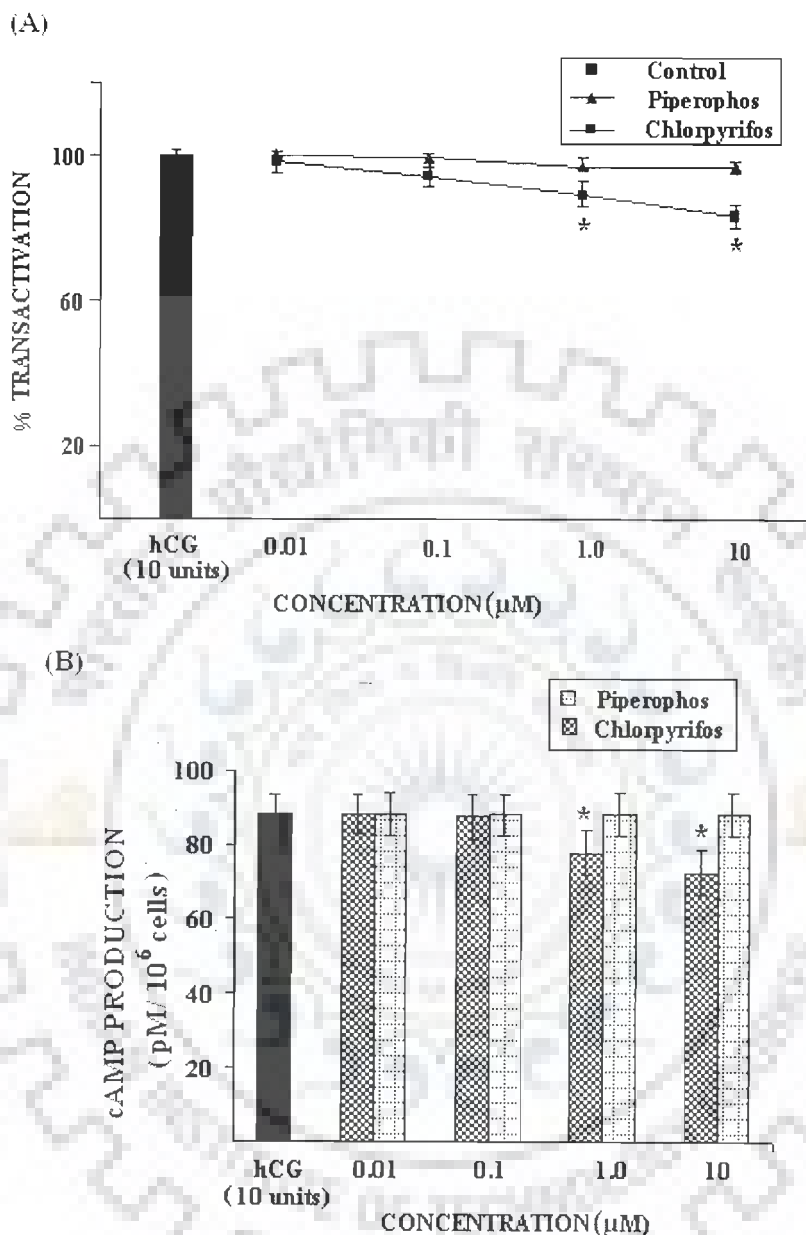 (A)
Control
Piperophos
Chlorpyrifos
% TRANSACTIVATION
100
60
20
*
*
hCG
(10 units)
0.01 0.1 1.0 10
CONCENTRATION (µM)
(B)
Piperophos
Chlorpyrifos
cAMP PRODUCTION
(pM/ 10⁶ cells)
100
80
60
40
20
*
*
hCG
(10 units)
0.01 0.1 1.0 10
CONCENTRATION (µM)